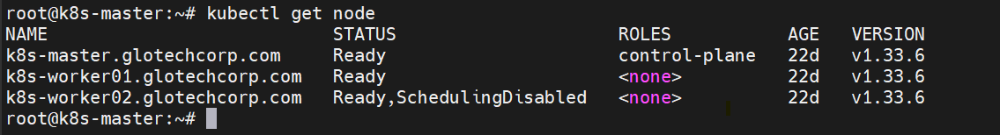 root@k8s-master:~# kubectl get node
NAME STATUS ROLES AGE VERSION
k8s-master.glotechcorp.com Ready control-plane 22d v1.33.6
k8s-worker01.glotechcorp.com Ready <none> 22d v1.33.6
k8s-worker02.glotechcorp.com Ready,SchedulingDisabled <none> 22d v1.33.6
root@k8s-master:~#